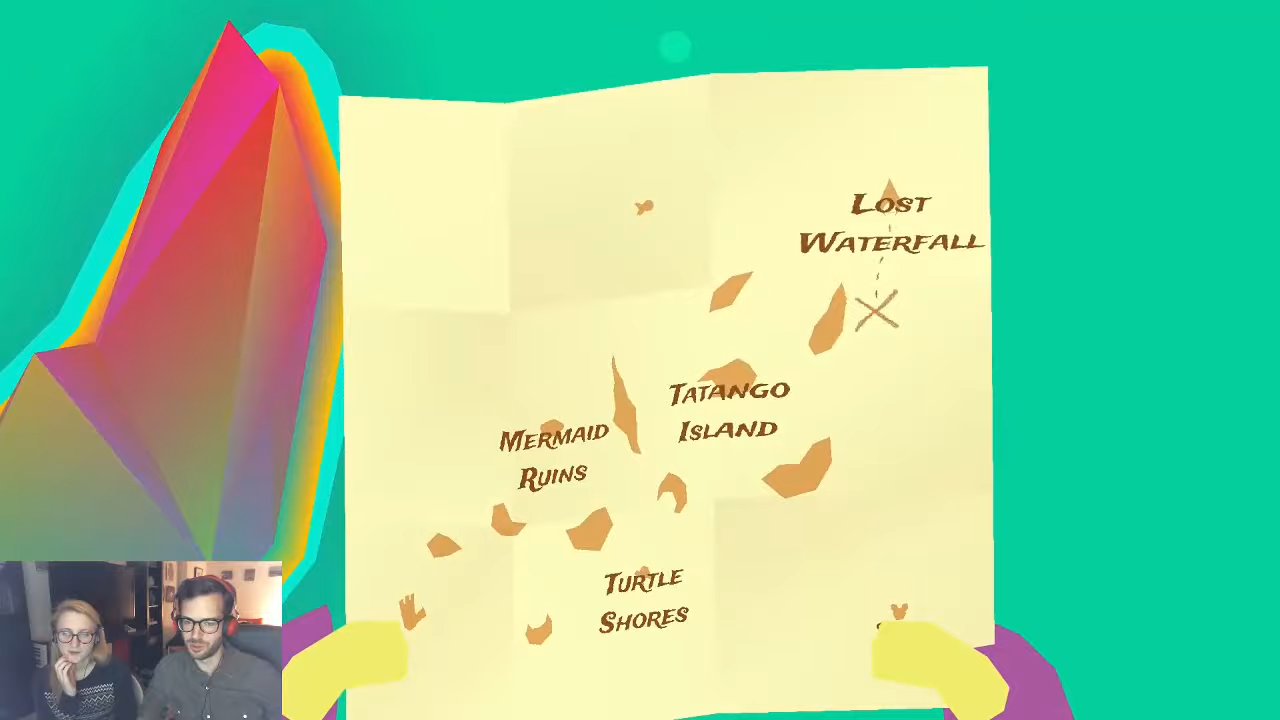 Lost
Waterfall
Tatango
Island
Mermaid
Ruins
Turtle
Shores